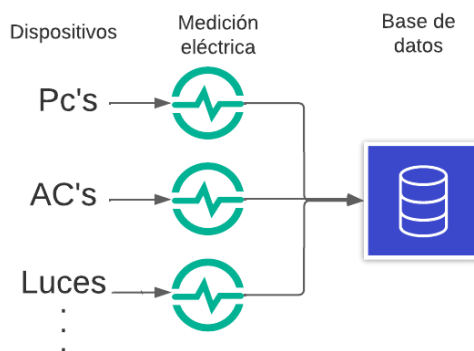 Dispositivos
Medición
eléctrica
Base de
datos
Pc's
AC's
Luces